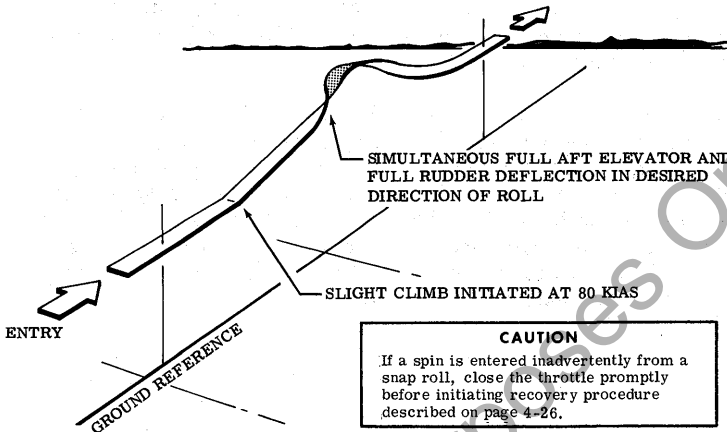 SIMULTANEOUS FULL AFT ELEVATOR AND
FULL RUDDER DEFLECTION IN DESIRED
DIRECTION OF ROLL
SLIGHT CLIMB INITIATED AT 80 KIAS
ENTRY
GROUND REFERENCE
CAUTION
If a spin is entered inadvertently from a
snap roll, close the throttle promptly
before initiating recovery procedure
described on page 4-26.